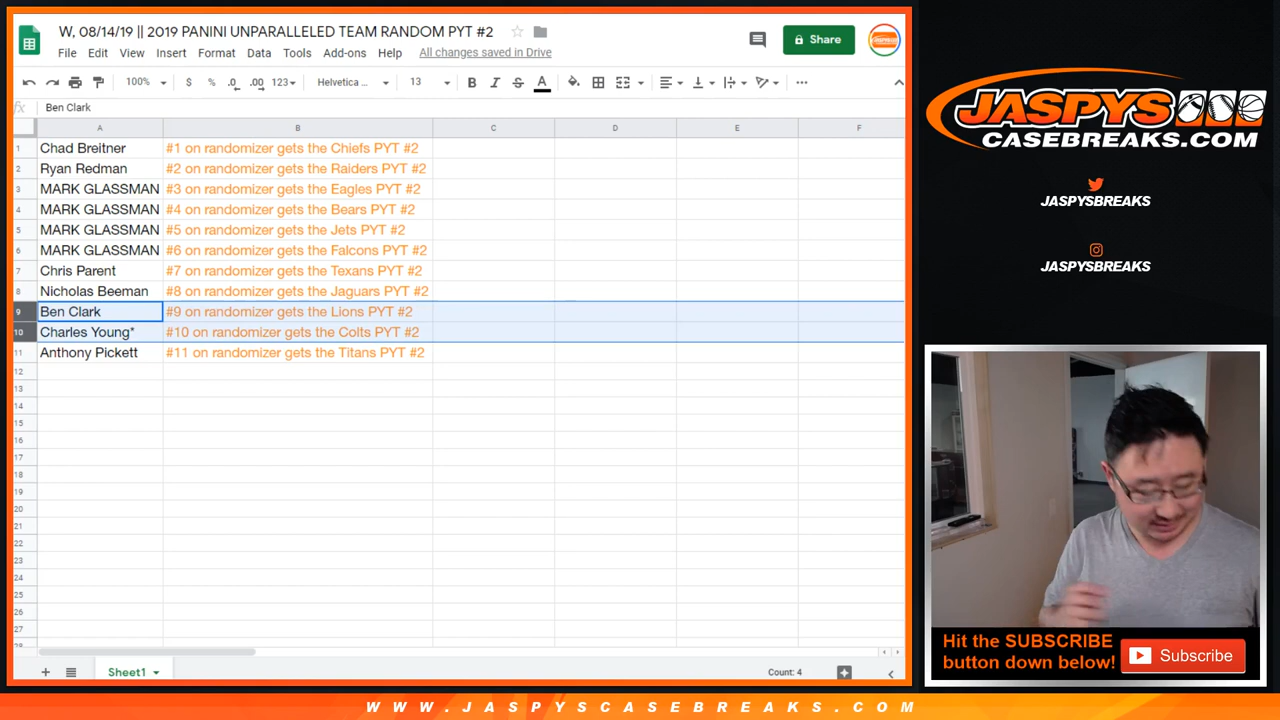 W, 08/14/19 || 2019 PANINI UNPARALLELED TEAM RANDOM PYT #2
File Edit View Insert Format Data Tools Add-ons Help All changes saved in Drive
Share
100% $ % .0 .00 123 Helvetica ... 13 B I S A
fx Ben Clark
A B C D E F
1 Chad Breitner #1 on randomizer gets the Chiefs PYT #2
2 Ryan Redman #2 on randomizer gets the Raiders PYT #2
3 MARK GLASSMAN #3 on randomizer gets the Eagles PYT #2
4 MARK GLASSMAN #4 on randomizer gets the Bears PYT #2
5 MARK GLASSMAN #5 on randomizer gets the Jets PYT #2
6 MARK GLASSMAN #6 on randomizer gets the Falcons PYT #2
7 Chris Parent #7 on randomizer gets the Texans PYT #2
8 Nicholas Beeman #8 on randomizer gets the Jaguars PYT #2
9 Ben Clark #9 on randomizer gets the Lions PYT #2
10 Charles Young* #10 on randomizer gets the Colts PYT #2
11 Anthony Pickett #11 on randomizer gets the Titans PYT #2
12
13
14
15
16
17
18
19
20
21
22
23
24
25
26
27
28
Sheet1
Count: 4
JASPYS
CASEBREAKS.COM
JASPYSBREAKS
JASPYSBREAKS
Hit the SUBSCRIBE
button down below!
Subscribe
WWW.JASPYSCASEBREAKS.COM